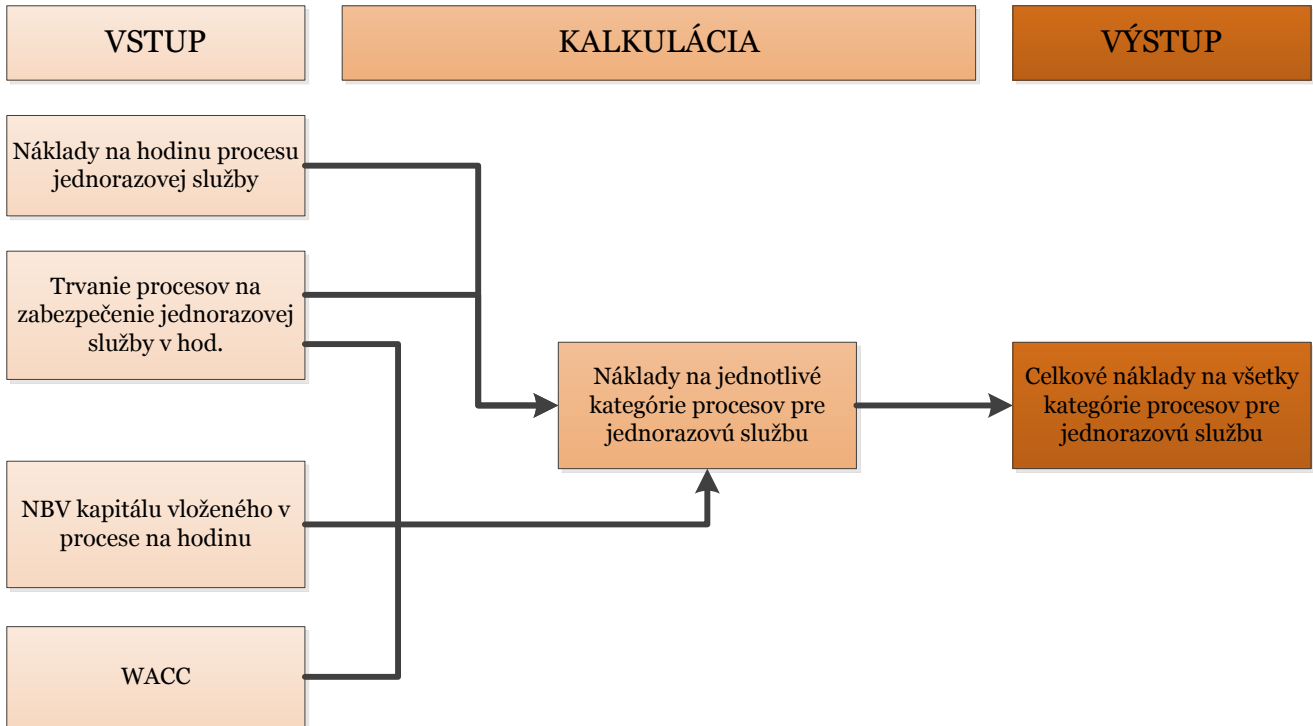 VSTUP
KALKULÁCIA
VÝSTUP
Náklady na hodinu procesu
jednorazovej služby
Trvanie procesov na
zabezpečenie jednorazovej
služby v hod.
Náklady na jednotlivé
kategórie procesov pre
jednorazovú službu
Celkové náklady na všetky
kategórie procesov pre
jednorazovú službu
NBV kapitálu vloženého v
procese na hodinu
WACC